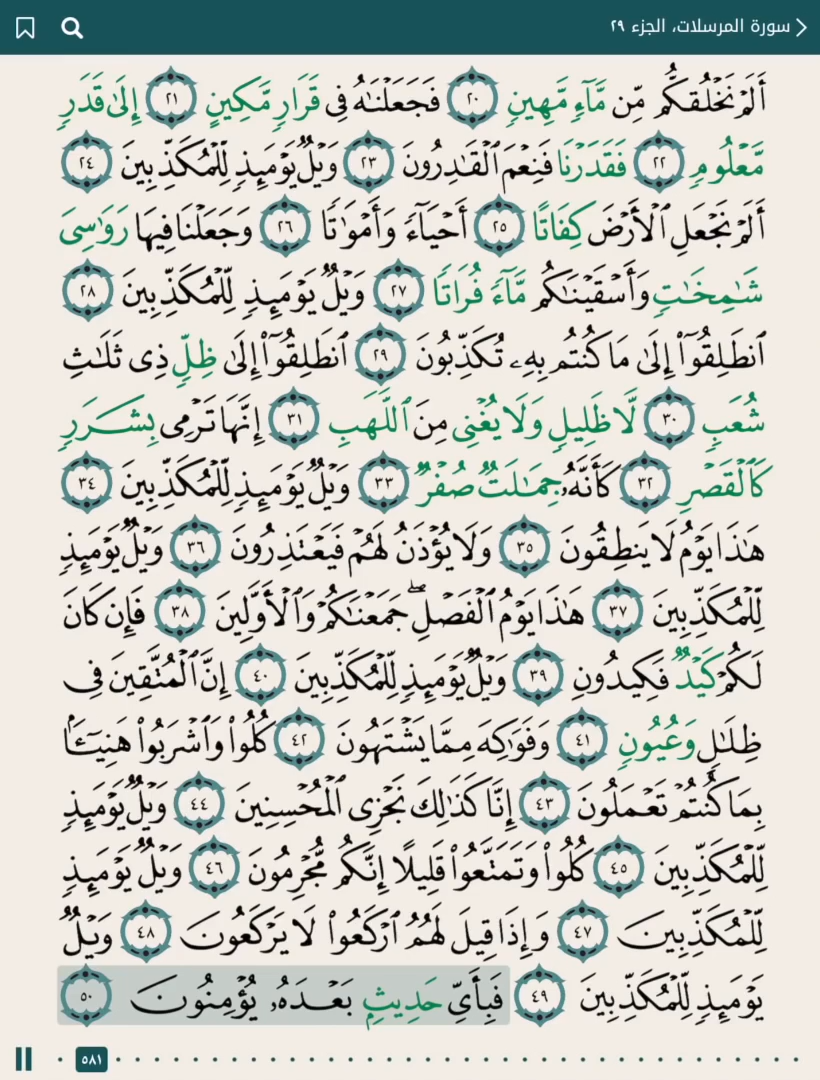 سورة المرسلات، الجزء ٢٩
أَلَمْ نَخْلُقكُّم مِّن مَّآءٍ مَّهِينٍ ٢٠ فَجَعَلْنَٰهُ فِى قَرَارٍ مَّكِينٍ ٢١ إِلَىٰ قَدَرٍ
مَّعْلُومٍ ٢٢ فَقَدَرْنَا فَنِعْمَ ٱلْقَٰدِرُونَ ٢٣ وَيْلٌ يَوْمَئِذٍ لِّلْمُكَذِّبِينَ ٢٤
أَلَمْ نَجْعَلِ ٱلْأَرْضَ كِفَاتًا ٢٥ أَحْيَآءً وَأَمْوَٰتًا ٢٦ وَجَعَلْنَا فِيهَا رَوَٰسِىَ
شَٰمِخَٰتٍ وَأَسْقَيْنَٰكُم مَّآءً فُرَاتًا ٢٧ وَيْلٌ يَوْمَئِذٍ لِّلْمُكَذِّبِينَ ٢٨
ٱنطَلِقُوٓا۟ إِلَىٰ مَا كُنتُم بِهِۦ تُكَذِّبُونَ ٢٩ ٱنطَلِقُوٓا۟ إِلَىٰ ظِلٍّ ذِى ثَلَٰثِ
شُعَبٍ ٣٠ لَّا ظَلِيلٍ وَلَا يُغْنِى مِنَ ٱللَّهَبِ ٣١ إِنَّهَا تَرْمِى بِشَرَرٍ
كَٱلْقَصْرِ ٣٢ كَأَنَّهُۥ جِمَٰلَتٌ صُفْرٌ ٣٣ وَيْلٌ يَوْمَئِذٍ لِّلْمُكَذِّبِينَ ٣٤
هَٰذَا يَوْمُ لَا يَنطِقُونَ ٣٥ وَلَا يُؤْذَنُ لَهُمْ فَيَعْتَذِرُونَ ٣٦ وَيْلٌ يَوْمَئِذٍ
لِّلْمُكَذِّبِينَ ٣٧ هَٰذَا يَوْمُ ٱلْفَصْلِ ۖ جَمَعْنَٰكُمْ وَٱلْأَوَّلِينَ ٣٨ فَإِن كَانَ
لَكُمْ كَيْدٌ فَكِيدُونِ ٣٩ وَيْلٌ يَوْمَئِذٍ لِّلْمُكَذِّبِينَ ٤٠ إِنَّ ٱلْمُتَّقِينَ فِى
ظِلَٰلٍ وَعُيُونٍ ٤١ وَفَوَٰكِهَ مِمَّا يَشْتَهُونَ ٤٢ كُلُوا۟ وَٱشْرَبُوا۟ هَنِيٓـًٔۢا
بِمَا كُنتُمْ تَعْمَلُونَ ٤٣ إِنَّا كَذَٰلِكَ نَجْزِى ٱلْمُحْسِنِينَ ٤٤ وَيْلٌ يَوْمَئِذٍ
لِّلْمُكَذِّبِينَ ٤٥ كُلُوا۟ وَتَمَتَّعُوا۟ قَلِيلًا إِنَّكُم مُّجْرِمُونَ ٤٦ وَيْلٌ يَوْمَئِذٍ
لِّلْمُكَذِّبِينَ ٤٧ وَإِذَا قِيلَ لَهُمُ ٱرْكَعُوا۟ لَا يَرْكَعُونَ ٤٨ وَيْلٌ
يَوْمَئِذٍ لِّلْمُكَذِّبِينَ ٤٩ فَبِأَىِّ حَدِيثٍۭ بَعْدَهُۥ يُؤْمِنُونَ ٥٠
٥٨١